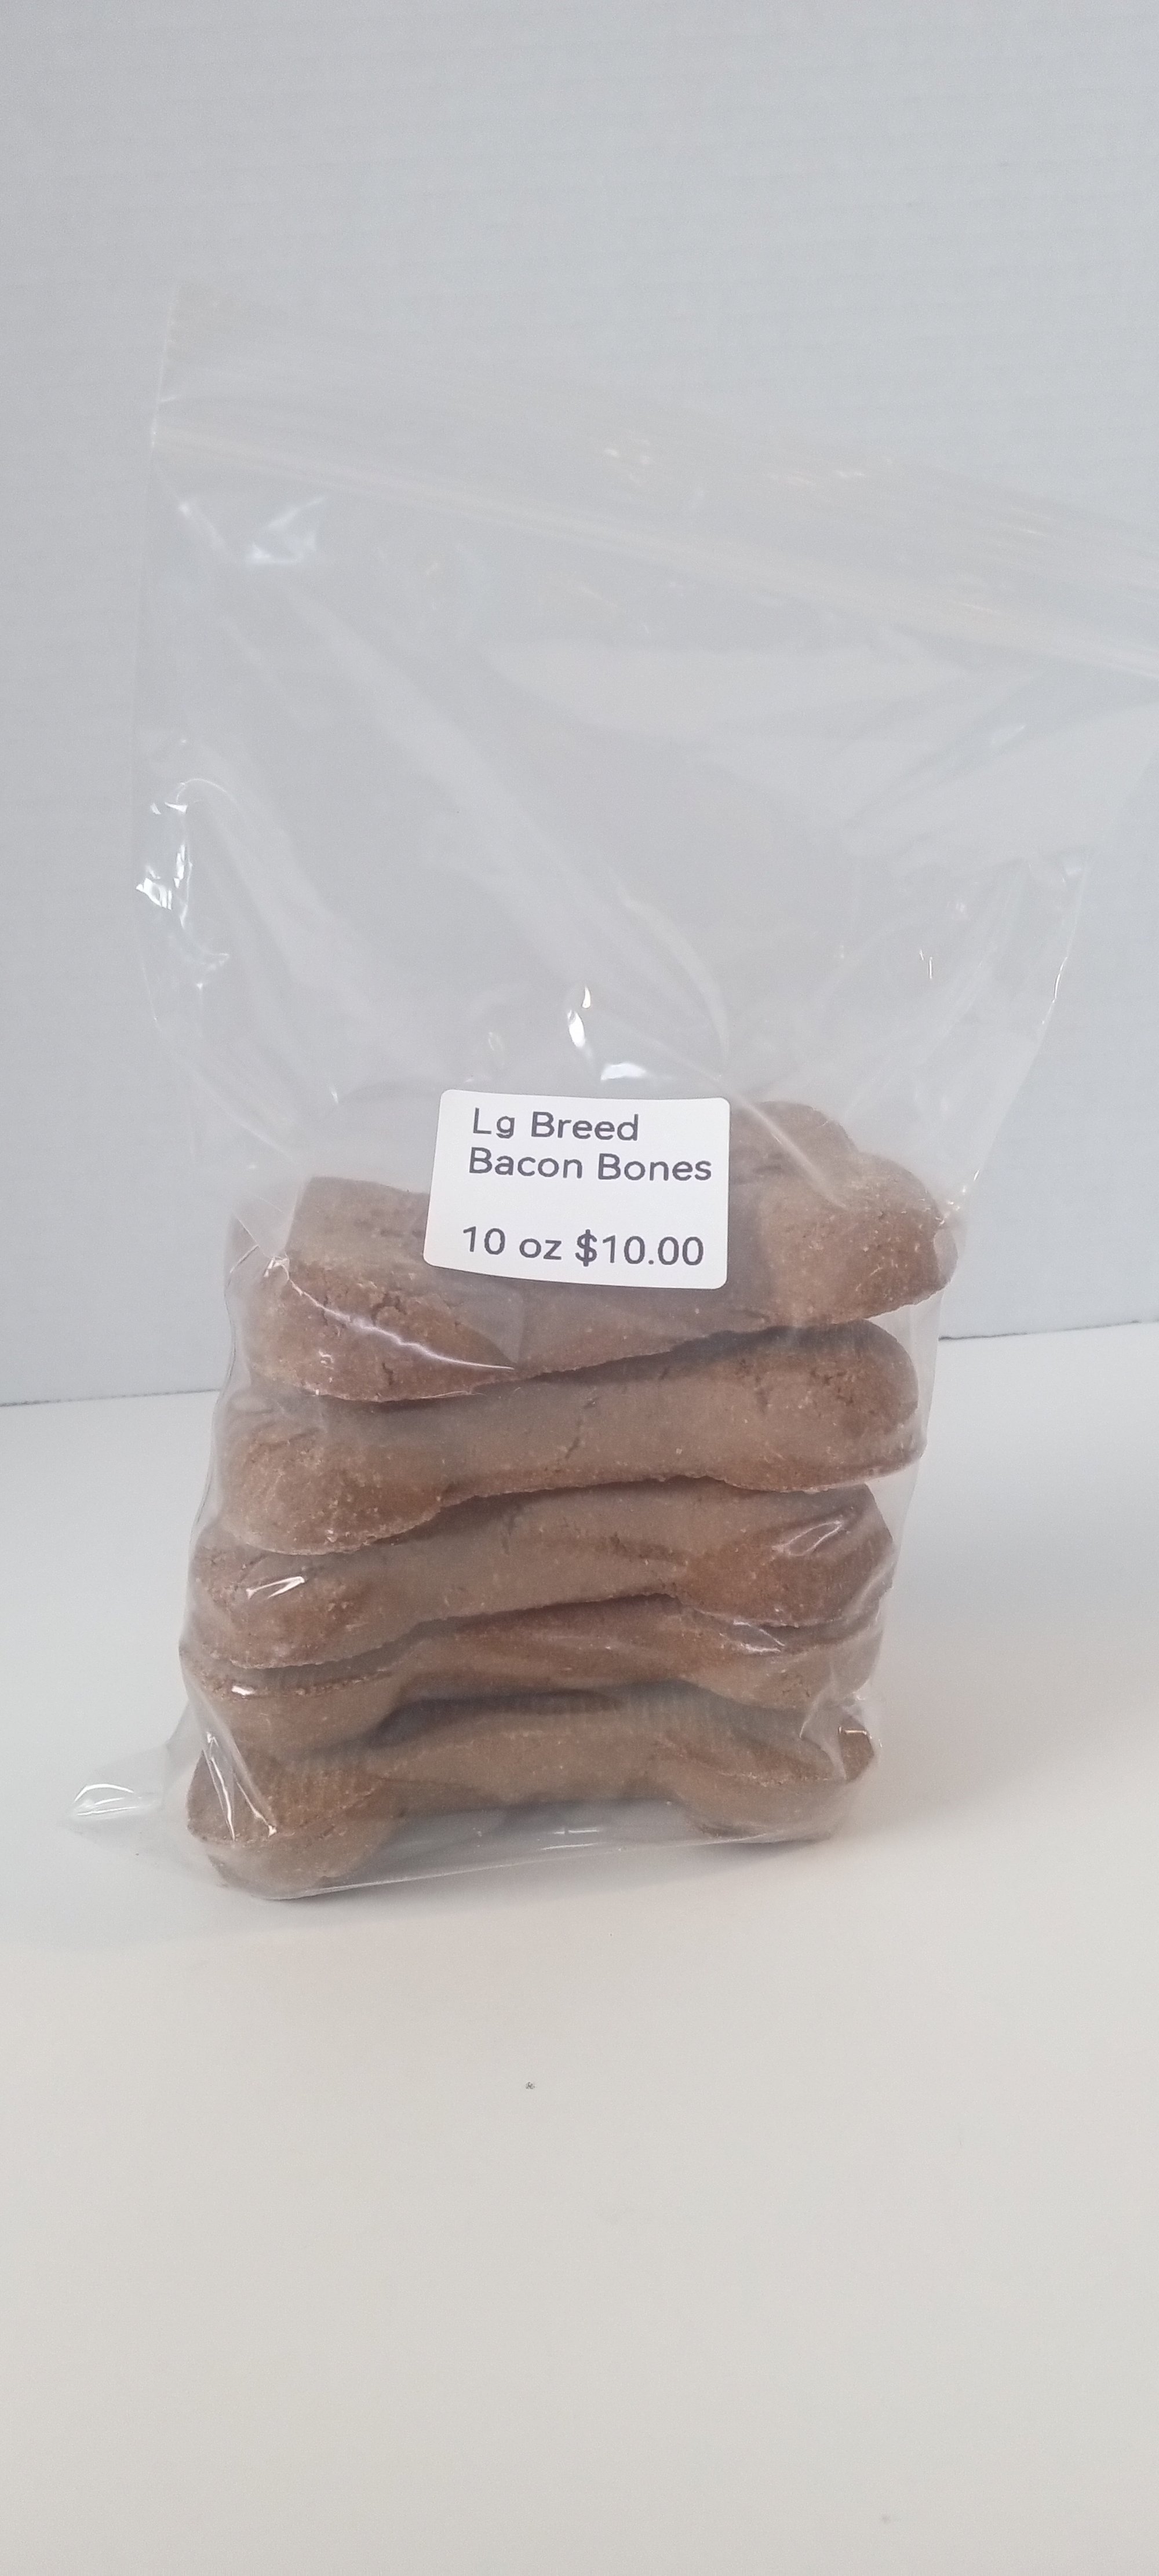 Lg Breed
Bacon Bones
10 oz $10.00